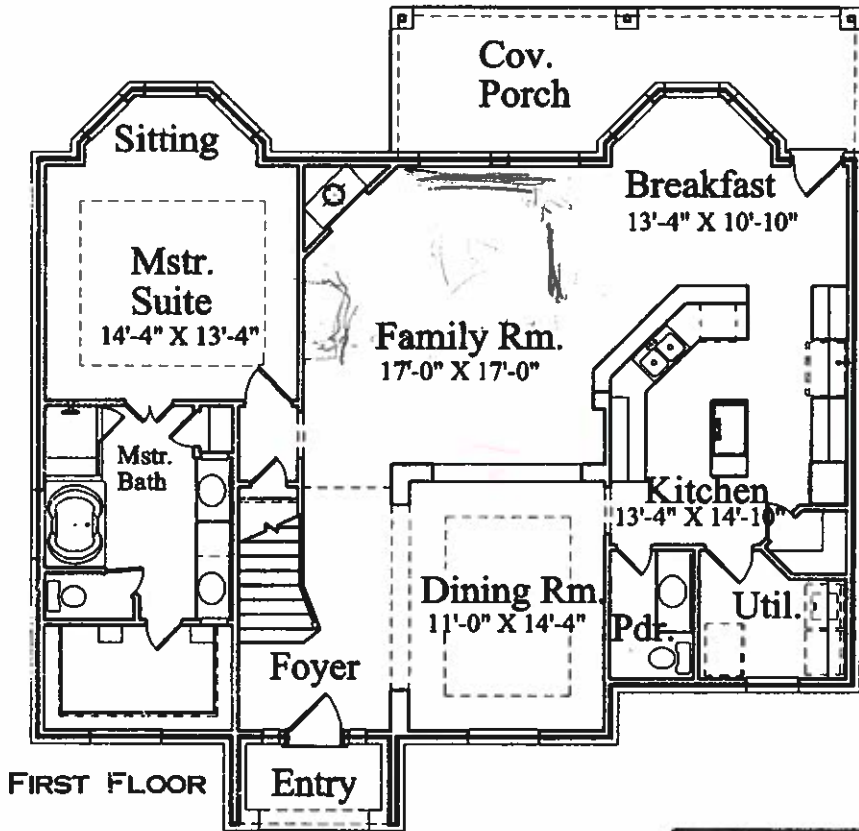 Cov.
Porch
Sitting
Breakfast
13'-4" X 10'-10"
Mstr.
Suite
14'-4" X 13'-4"
Family Rm.
17'-0" X 17'-0"
Mstr.
Bath
Kitchen
13'-4" X 14'-10"
Dining Rm.
11'-0" X 14'-4"
Pdr.
Util.
Foyer
Entry
FIRST FLOOR